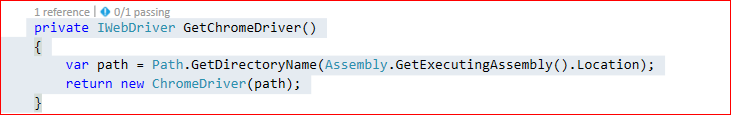 1 reference | 0/1 passing
private IWebDriver GetChromeDriver()
{
    var path = Path.GetDirectoryName(Assembly.GetExecutingAssembly().Location);
    return new ChromeDriver(path);
}